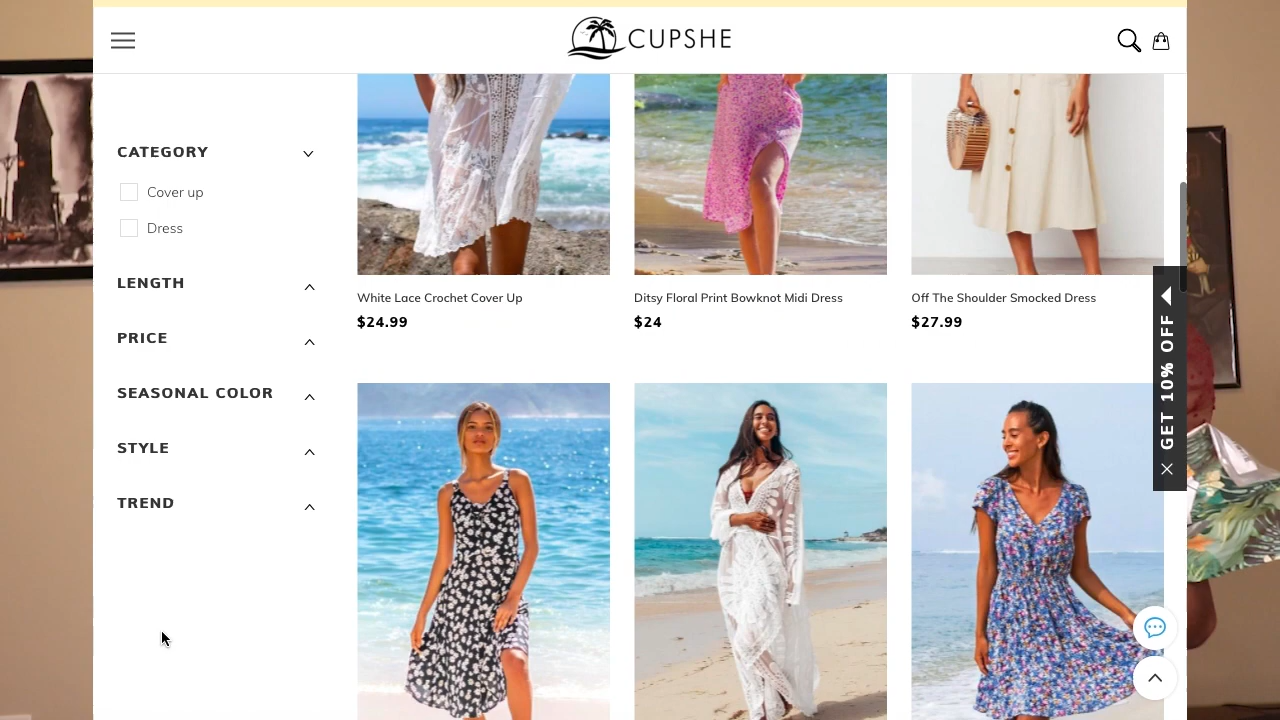 CUPSHE
CATEGORY
Cover up
Dress
LENGTH
PRICE
SEASONAL COLOR
STYLE
TREND
White Lace Crochet Cover Up
$24.99
Ditsy Floral Print Bowknot Midi Dress
$24
Off The Shoulder Smocked Dress
$27.99
GET 10% OFF